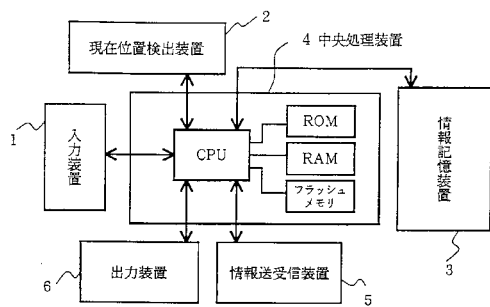 2
現在位置検出装置
4 中央処理装置
1
入力装置
CPU
ROM
RAM
フラッシュ
メモリ
情報記憶装置
3
出力装置
6
情報送受信装置
5